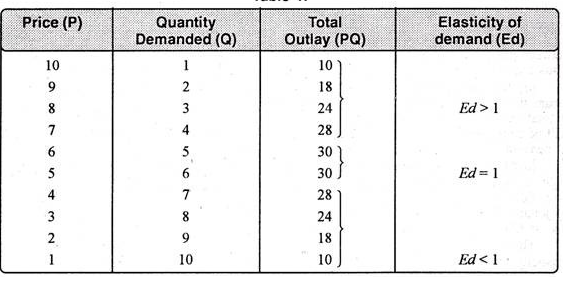 Price (P) Quantity Demanded (Q) Total Outlay (PQ) Elasticity of demand (Ed)
10 1 10
9 2 18
8 3 24 Ed > 1
7 4 28
6 5 30
5 6 30 Ed = 1
4 7 28
3 8 24
2 9 18
1 10 10 Ed < 1